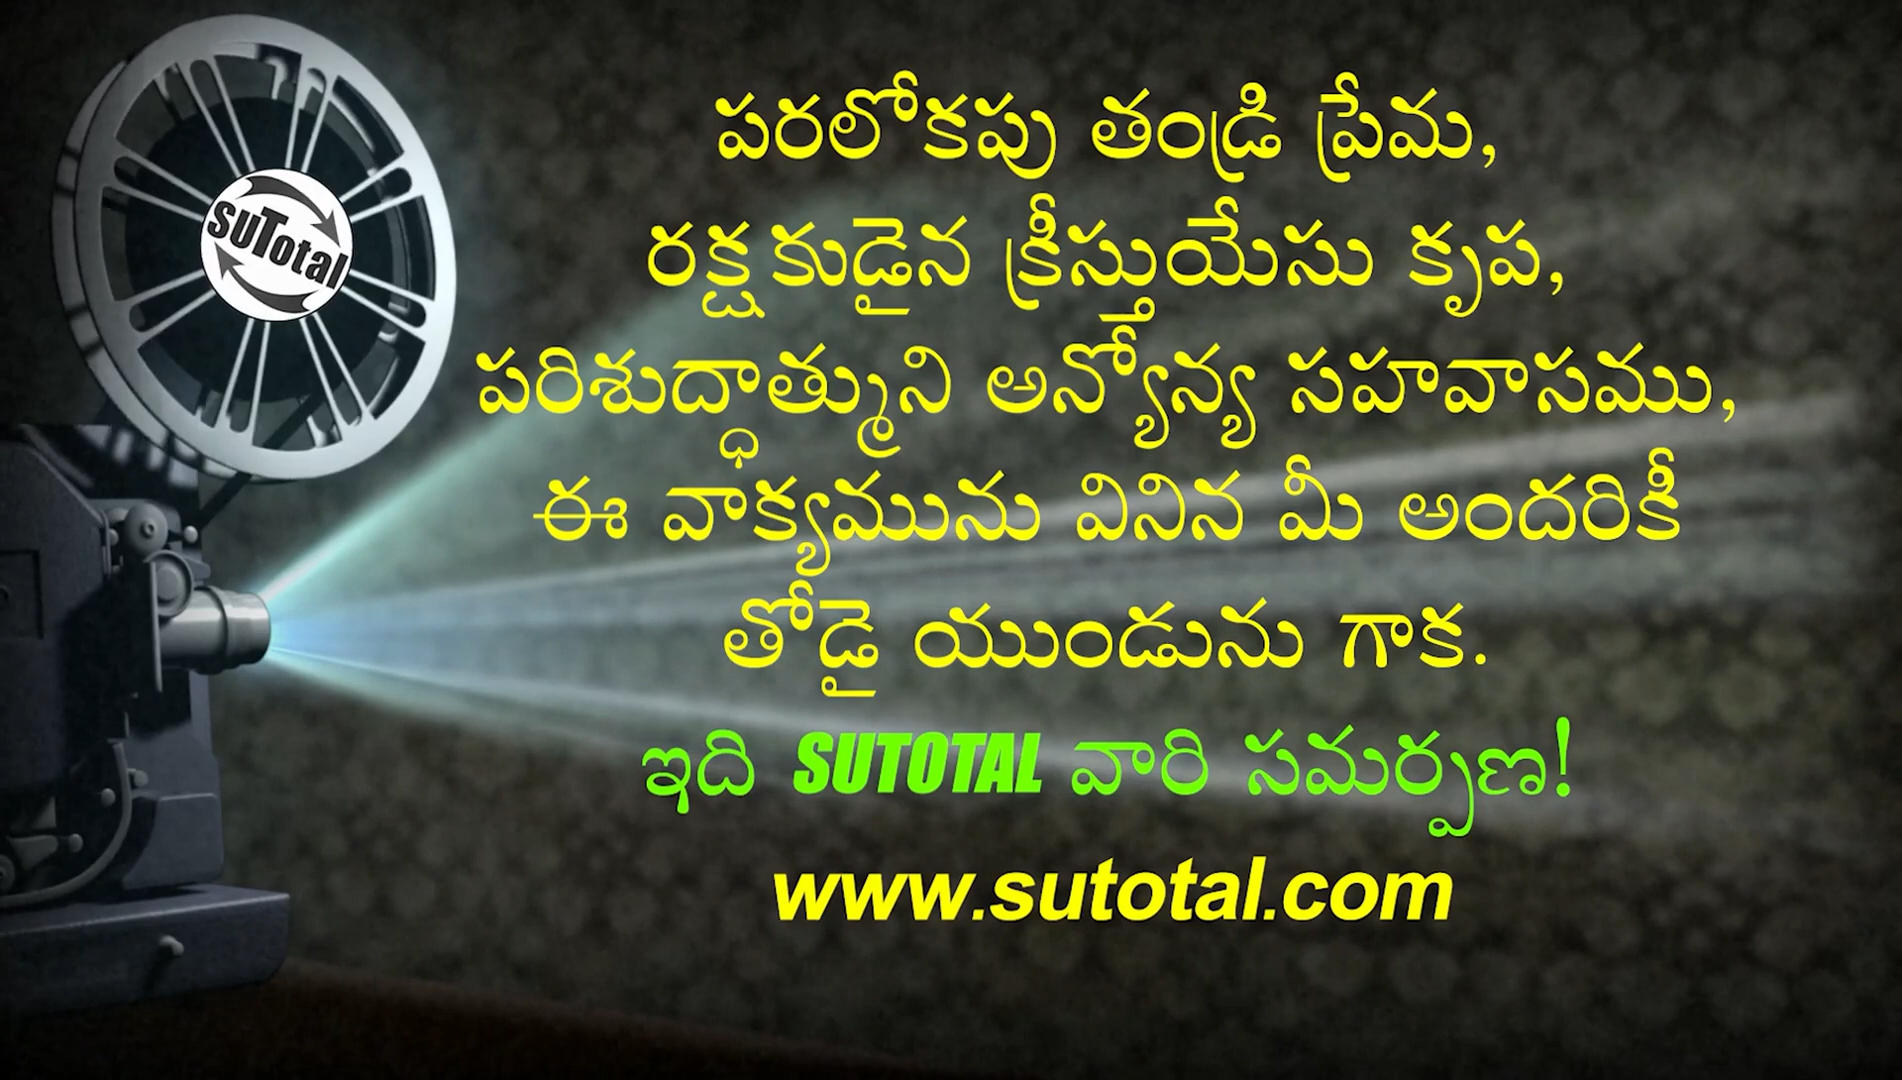 SUTotal
పరలోకపు తండ్రి ప్రేమ,
రక్షకుడైన క్రీస్తుయేసు కృప,
పరిశుద్ధాత్ముని అన్యోన్య సహవాసము,
ఈ వాక్యమును వినిన మీ అందరికీ
తోడై యుండును గాక.
ఇది SUTOTAL వారి సమర్పణ!
www.sutotal.com